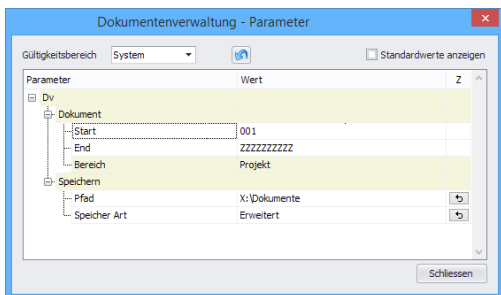 Dokumentenverwaltung - Parameter
Gültigkeitsbereich System Standardwerte anzeigen
Parameter Wert Z
Dv
Dokument
Start 001
End ZZZZZZZZZZ
Bereich Projekt
Speichern
Pfad X:\Dokumente
Speicher Art Erweitert
Schliessen